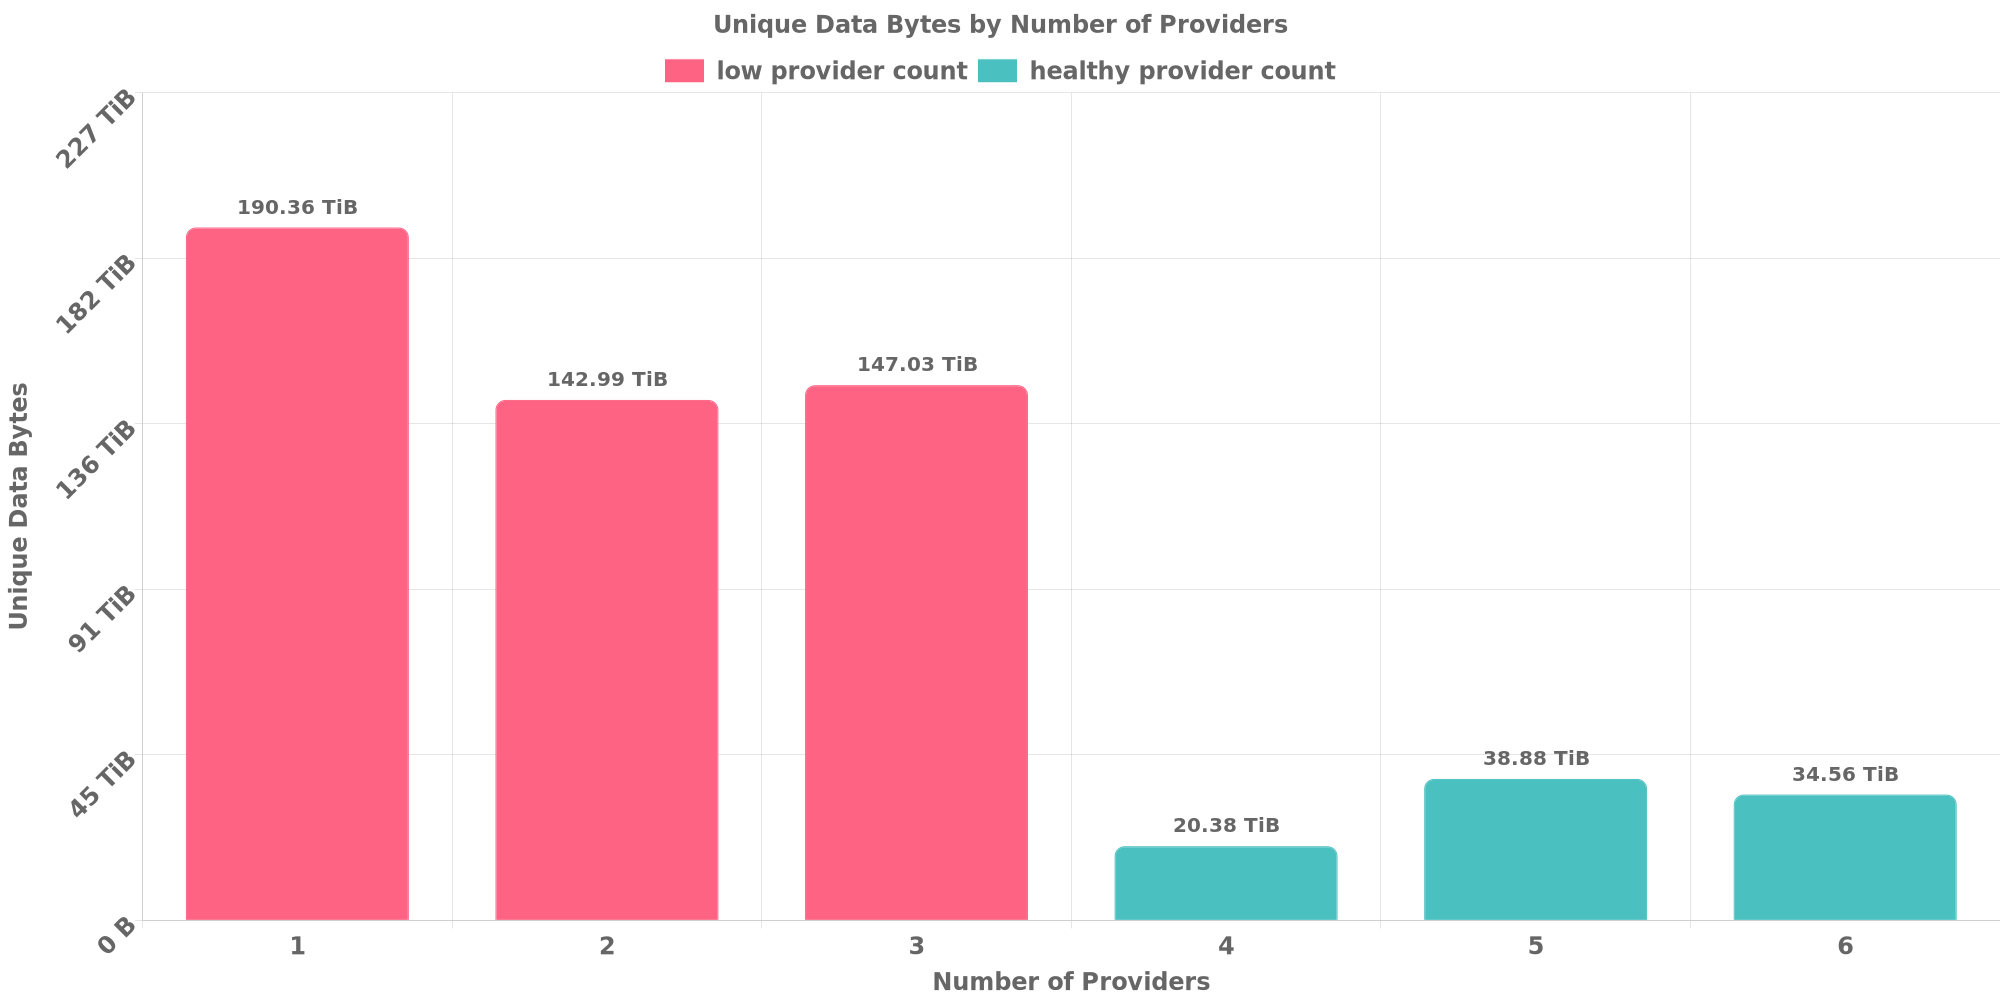 Unique Data Bytes by Number of Providers
low provider count healthy provider count
227 TiB
182 TiB
136 TiB
91 TiB
45 TiB
0 B
Unique Data Bytes
190.36 TiB
142.99 TiB
147.03 TiB
20.38 TiB
38.88 TiB
34.56 TiB
1 2 3 4 5 6
Number of Providers